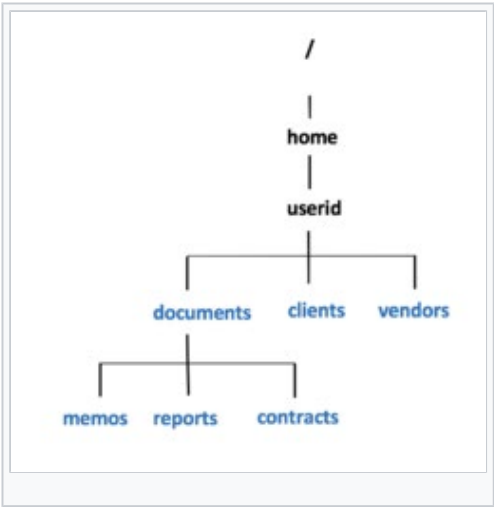 /
home
userid
documents clients vendors
memos reports contracts